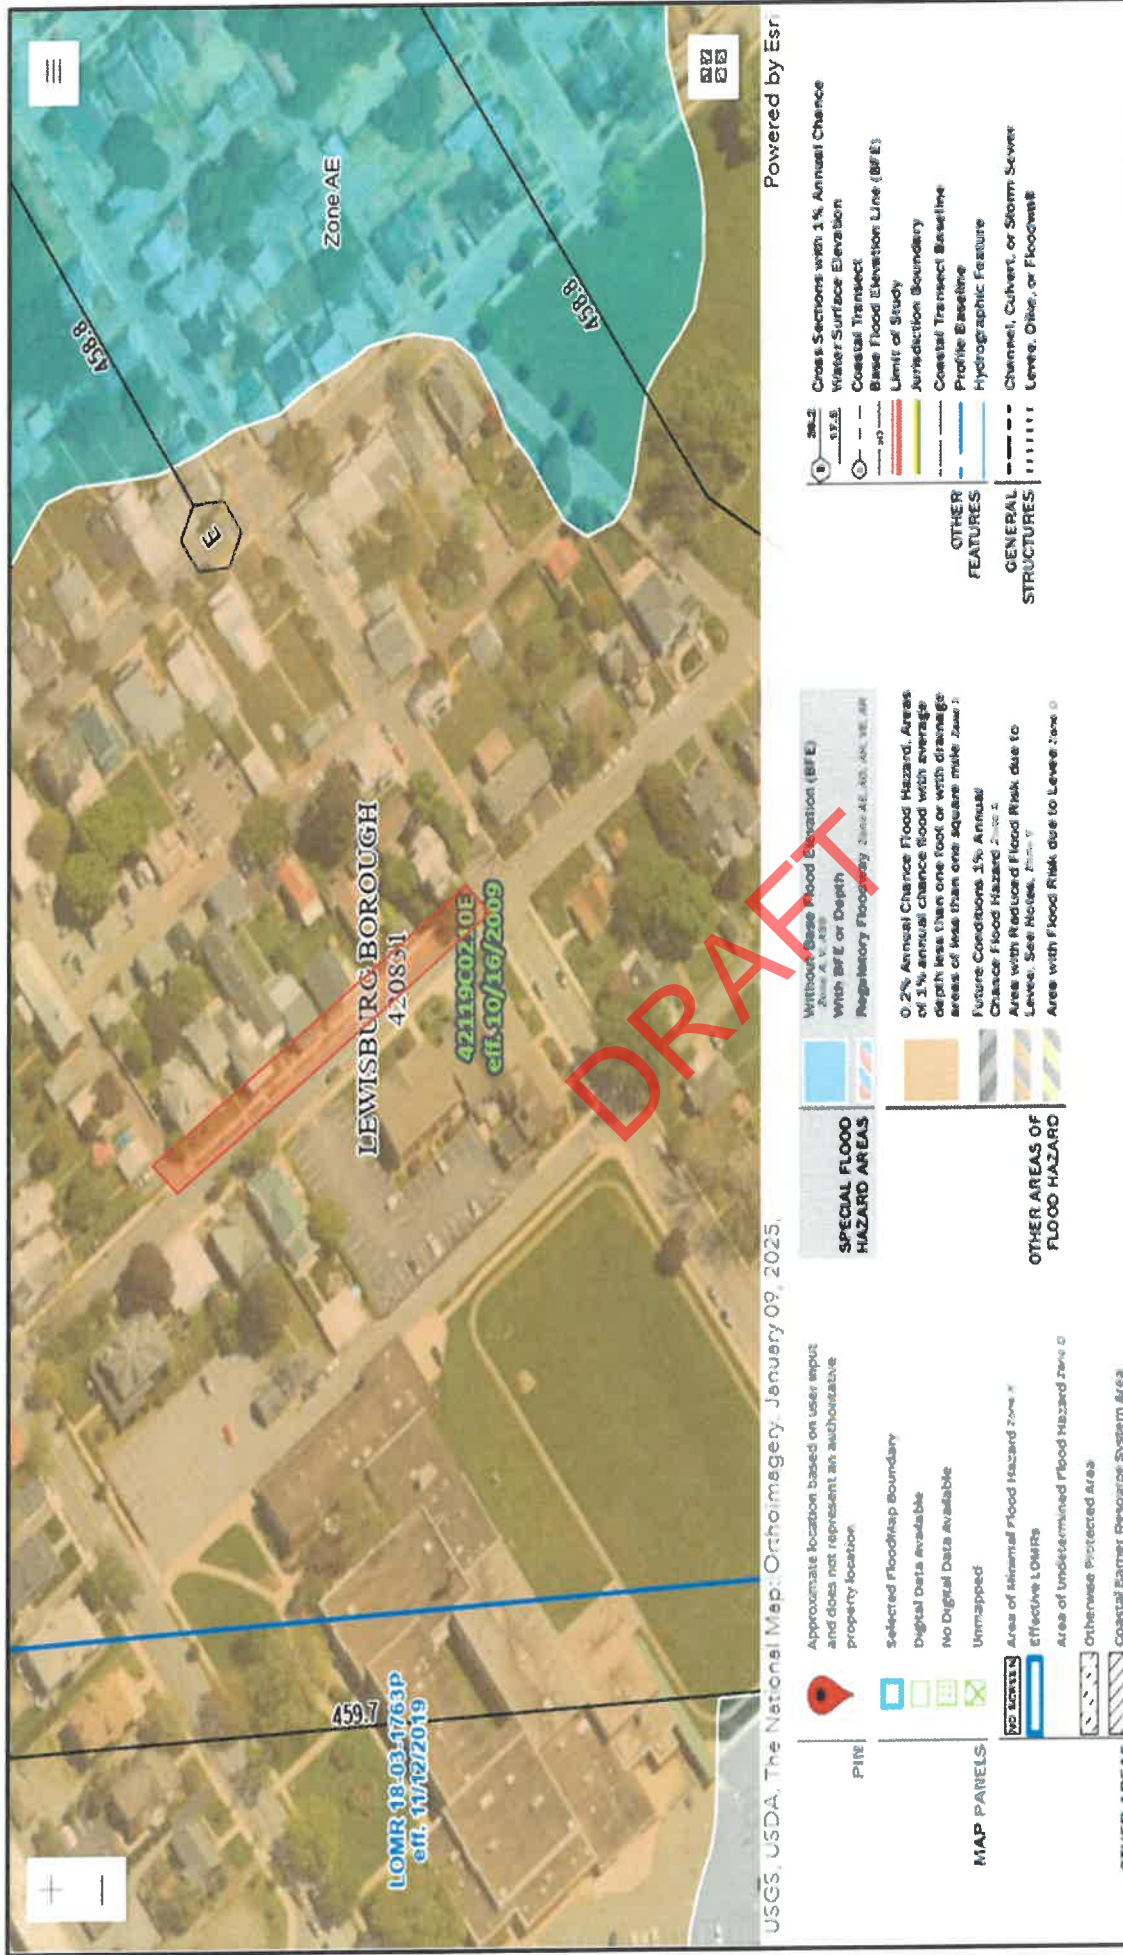 Zone AE
458.8
458.8
E
LEWISBURG BOROUGH
420831
eff. 10/16/2009
459.7
LOMR 18-03-1763P
eff. 11/12/2019
USGS, USDA, The National Map: Orthoimagery. January 09, 2025.
Powered by Esri
DRAFT
PIN
Approximate location based on user input
and does not represent an authoritative
property location
MAP PANELS
Selected FloodMap Boundary
Digital Data Available
No Digital Data Available
Unmapped
NO SCREEN Area of Minimal Flood Hazard Zone X
Effective LOMRs
Area of Undetermined Flood Hazard Zone D
Otherwise Protected Area
Coastal Barrier Resource System Area
SPECIAL FLOOD
HAZARD AREAS
Without Base Flood Elevation (BFE)
With BFE or Depth
Regulatory Floodway
OTHER AREAS OF
FLOOD HAZARD
0.2% Annual Chance Flood Hazard, Areas
of 1% annual chance flood with average
depth less than one foot or with drainage
areas of less than one square mile Zone X
Future Conditions 1% Annual
Chance Flood Hazard Zone X
Area with Reduced Flood Risk due to
Levee. See Notes. Zone X
Area with Flood Risk due to Levee Zone D
OTHER
FEATURES
Cross Sections with 1% Annual Chance
17.5 Water Surface Elevation
Coastal Transect
Base Flood Elevation Line (BFE)
Limit of Study
Jurisdiction Boundary
Coastal Transect Baseline
Profile Baseline
Hydrographic Feature
GENERAL
STRUCTURES
Channel, Culvert, or Storm Sewer
Levee, Dike, or Floodwall